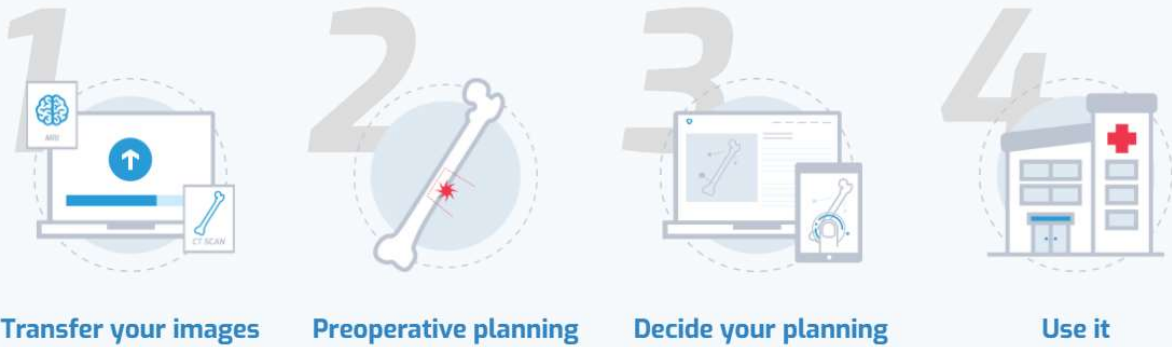 1
2
3
4
MRI
CT SCAN
Transfer your images
Preoperative planning
Decide your planning
Use it